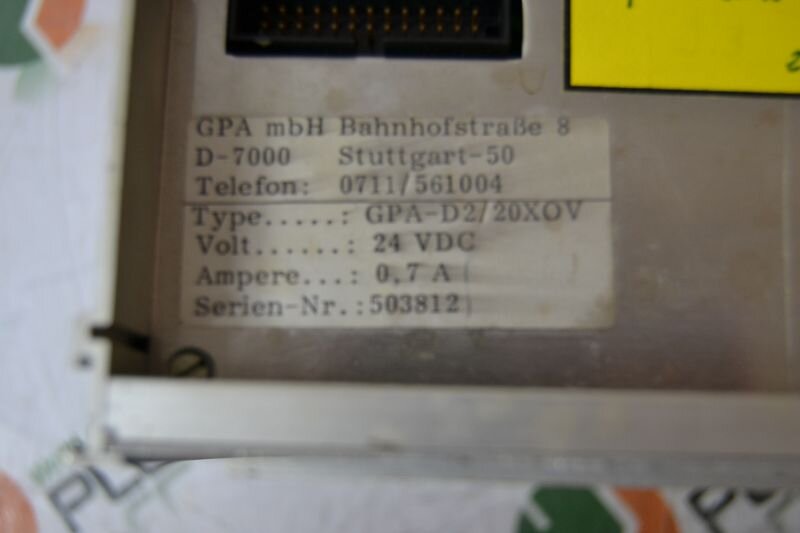 GPA mbH Bahnhofstraße 8
D-7000 Stuttgart-50
Telefon: 0711/561004
Type.....: GPA-D2/20XOV
Volt......: 24 VDC
Ampere...: 0,7 A
Serien-Nr.:503812
PLC